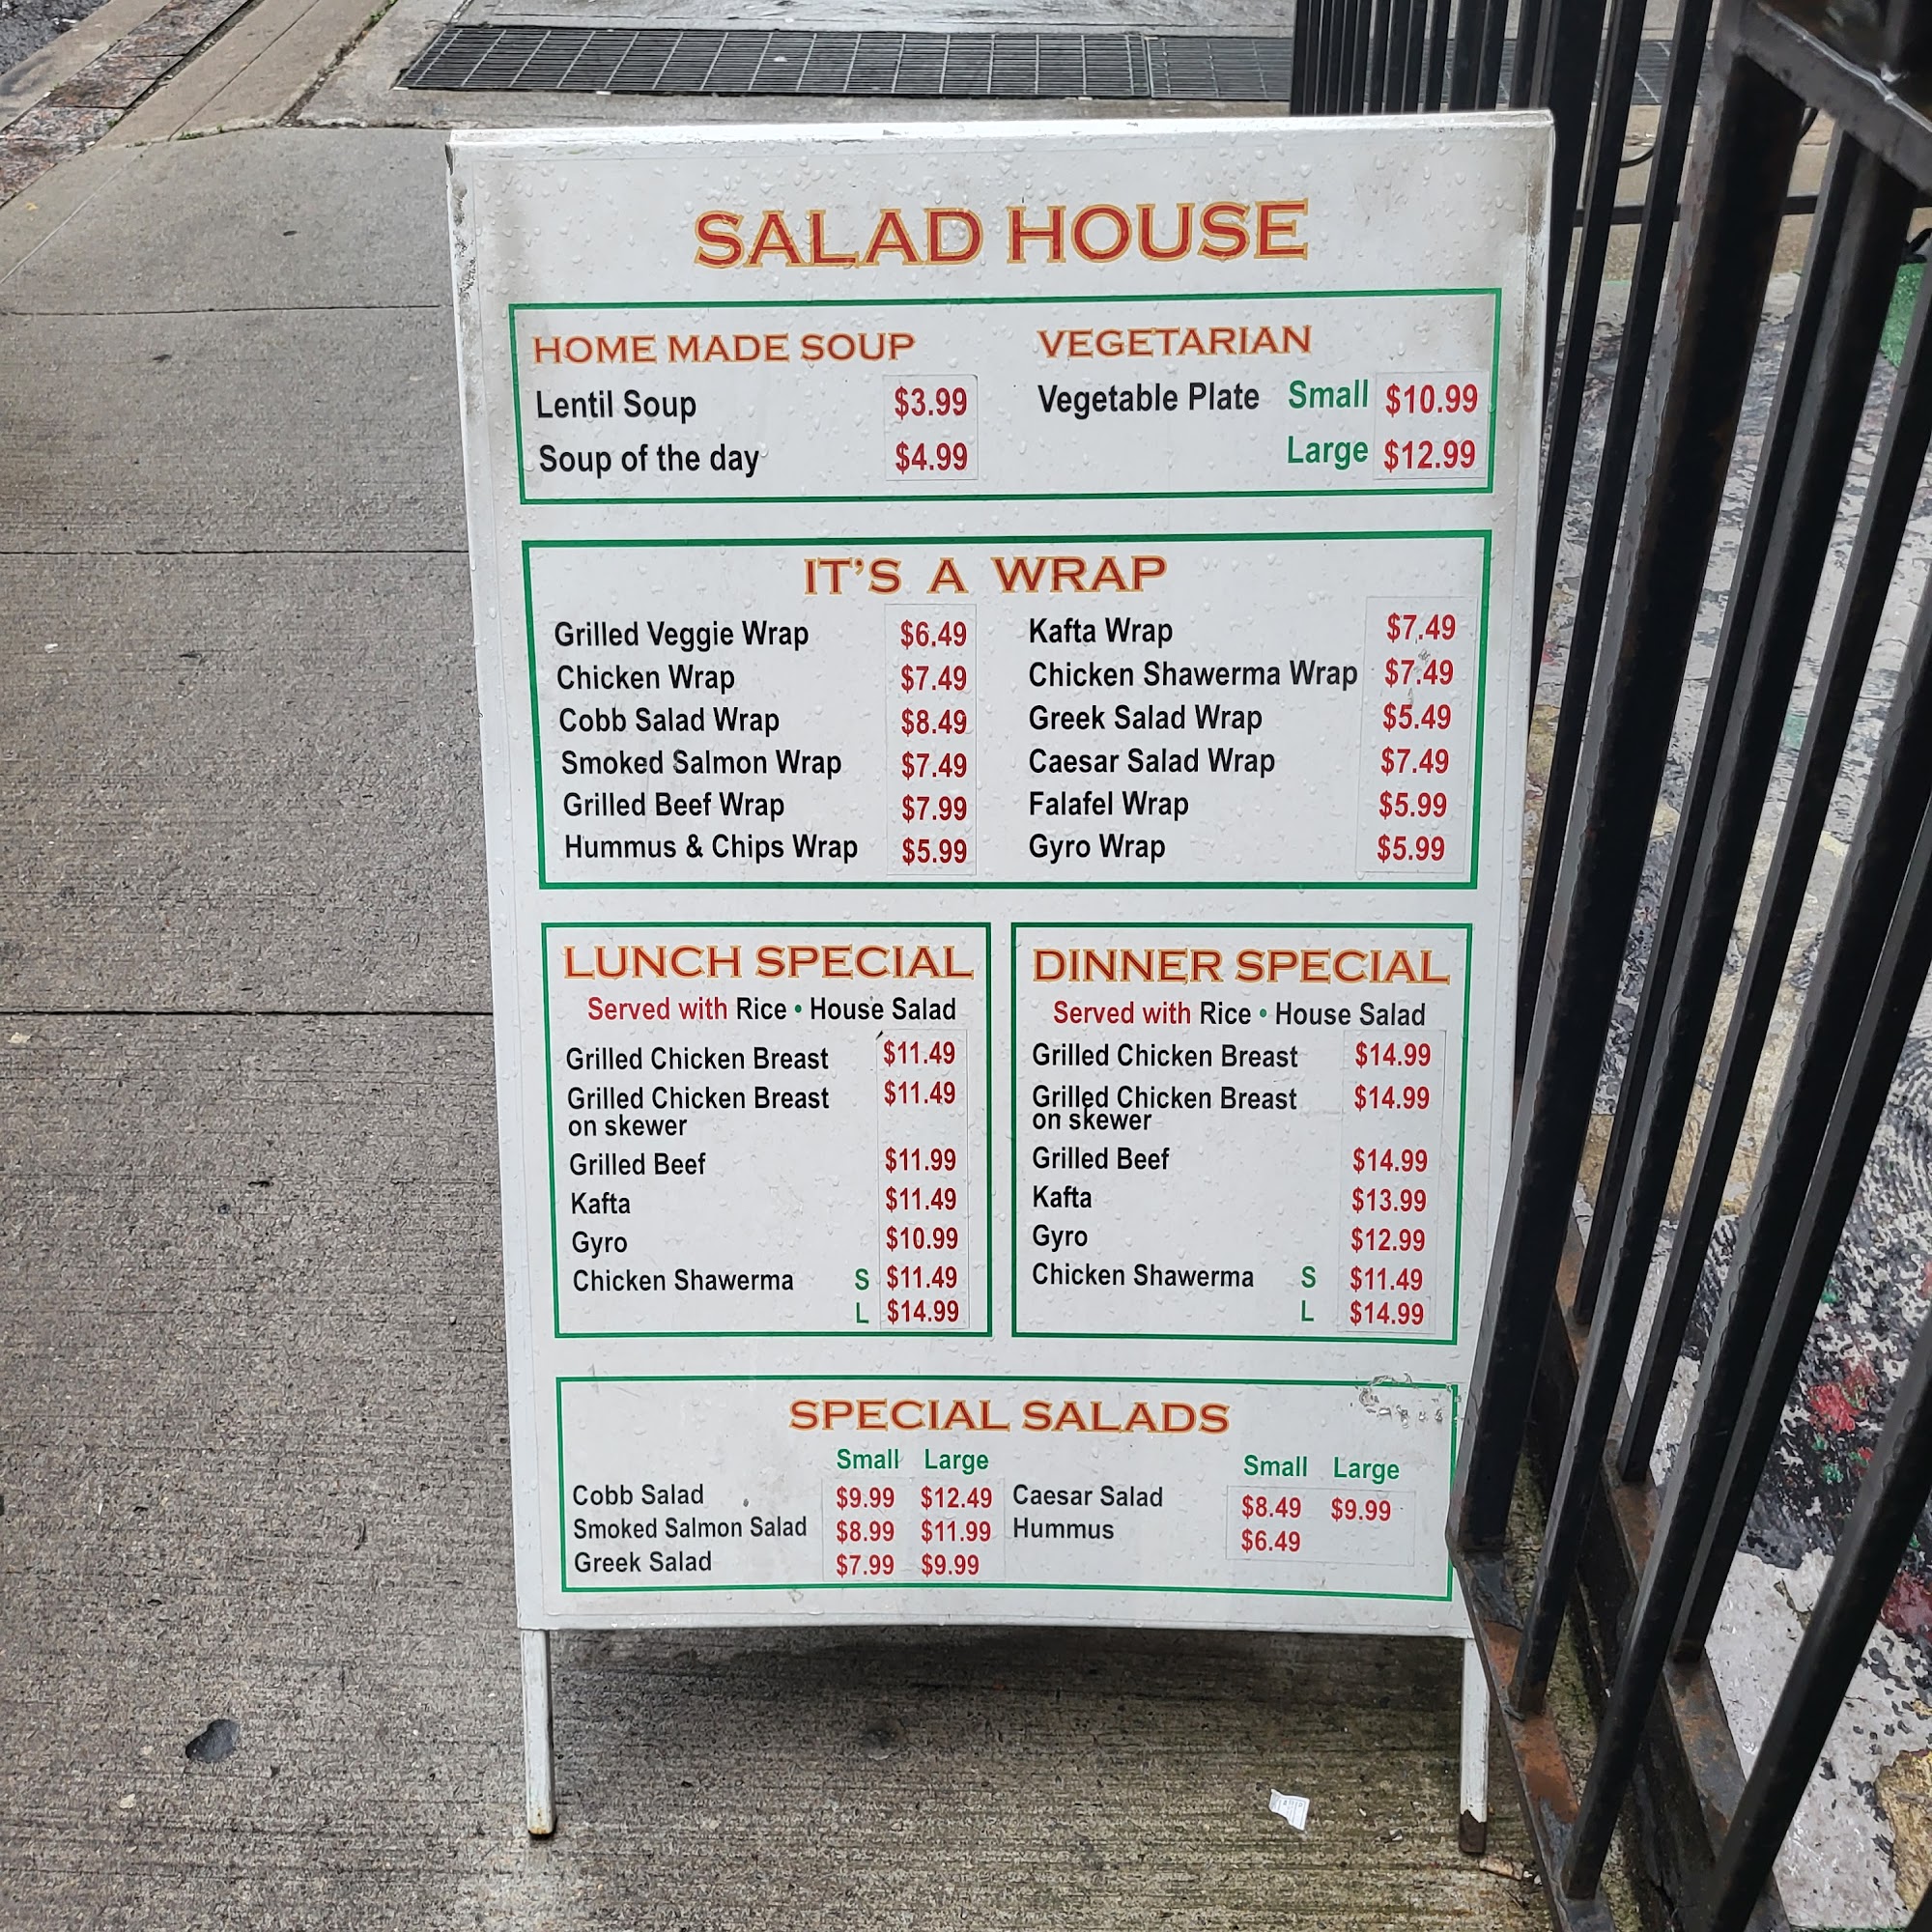 SALAD HOUSE
HOME MADE SOUP
Lentil Soup $3.99
Soup of the day $4.99
VEGETARIAN
Vegetable Plate Small $10.99
Large $12.99
IT'S A WRAP
Grilled Veggie Wrap $6.49
Chicken Wrap $7.49
Cobb Salad Wrap $8.49
Smoked Salmon Wrap $7.49
Grilled Beef Wrap $7.99
Hummus & Chips Wrap $5.99
Kafta Wrap $7.49
Chicken Shawerma Wrap $7.49
Greek Salad Wrap $5.49
Caesar Salad Wrap $7.49
Falafel Wrap $5.99
Gyro Wrap $5.99
LUNCH SPECIAL
Served with Rice • House Salad
Grilled Chicken Breast $11.49
Grilled Chicken Breast $11.49
on skewer
Grilled Beef $11.99
Kafta $11.49
Gyro $10.99
Chicken Shawerma S $11.49
L $14.99
DINNER SPECIAL
Served with Rice • House Salad
Grilled Chicken Breast $14.99
Grilled Chicken Breast $14.99
on skewer
Grilled Beef $14.99
Kafta $13.99
Gyro $12.99
Chicken Shawerma S $11.49
L $14.99
SPECIAL SALADS
Small Large
Cobb Salad $9.99 $12.49
Smoked Salmon Salad $8.99 $11.99
Greek Salad $7.99 $9.99
Small Large
Caesar Salad $8.49 $9.99
Hummus $6.49